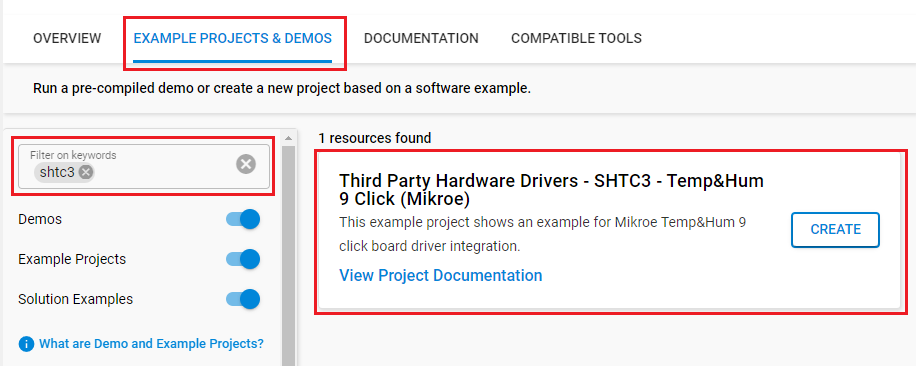 OVERVIEW
EXAMPLE PROJECTS & DEMOS
DOCUMENTATION
COMPATIBLE TOOLS
Run a pre-compiled demo or create a new project based on a software example.
Filter on keywords
shtc3
Demos
Example Projects
Solution Examples
What are Demo and Example Projects?
1 resources found
Third Party Hardware Drivers - SHTC3 - Temp&Hum
9 Click (Mikroe)
This example project shows an example for Mikroe Temp&Hum 9
click board driver integration.
View Project Documentation
CREATE